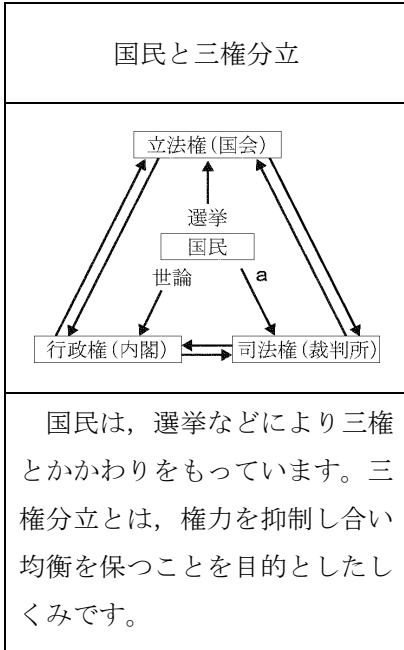 国民と三権分立
立法権(国会)
選挙
国民
世論
a
行政権(内閣)
司法権(裁判所)
国民は，選挙などにより三権
とかかわりをもっています。三
権分立とは，権力を抑制し合い
均衡を保つことを目的としたし
くみです。